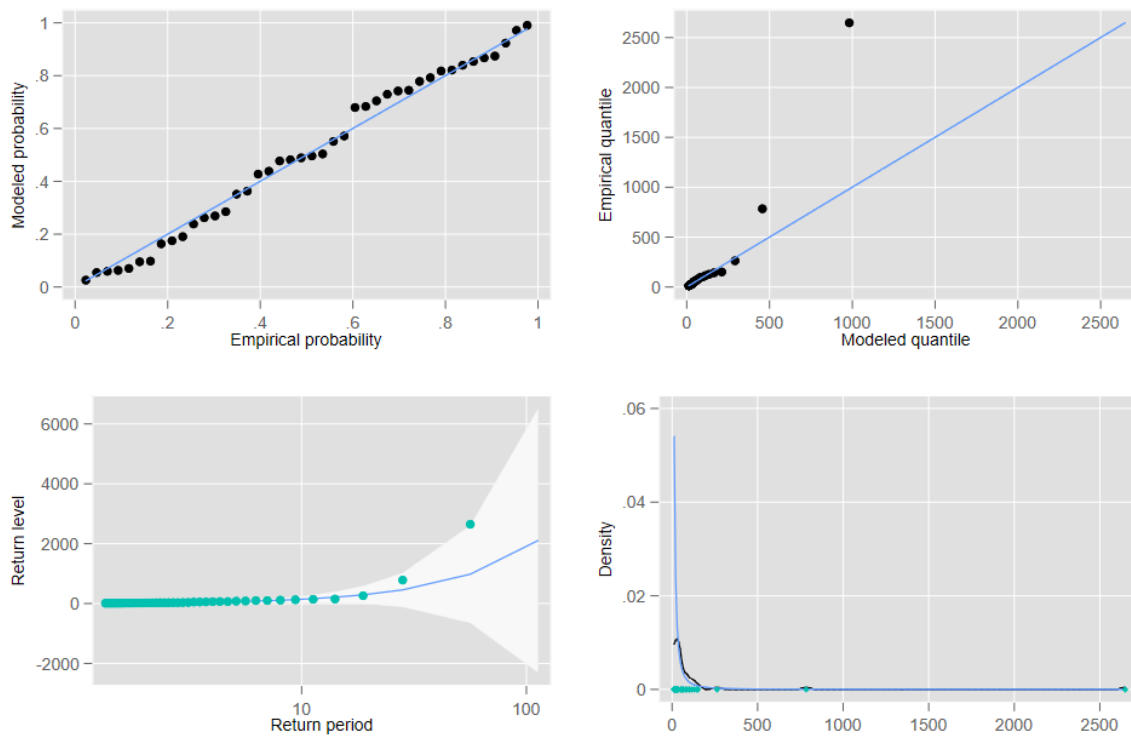 1
.8
.6
.4
.2
0
Modeled probability
0 .2 .4 .6 .8 1
Empirical probability
2500
2000
1500
1000
500
0
Empirical quantile
0 500 1000 1500 2000 2500
Modeled quantile
6000
4000
2000
0
-2000
Return level
10 100
Return period
.06
.04
.02
0
Density
0 500 1000 1500 2000 2500